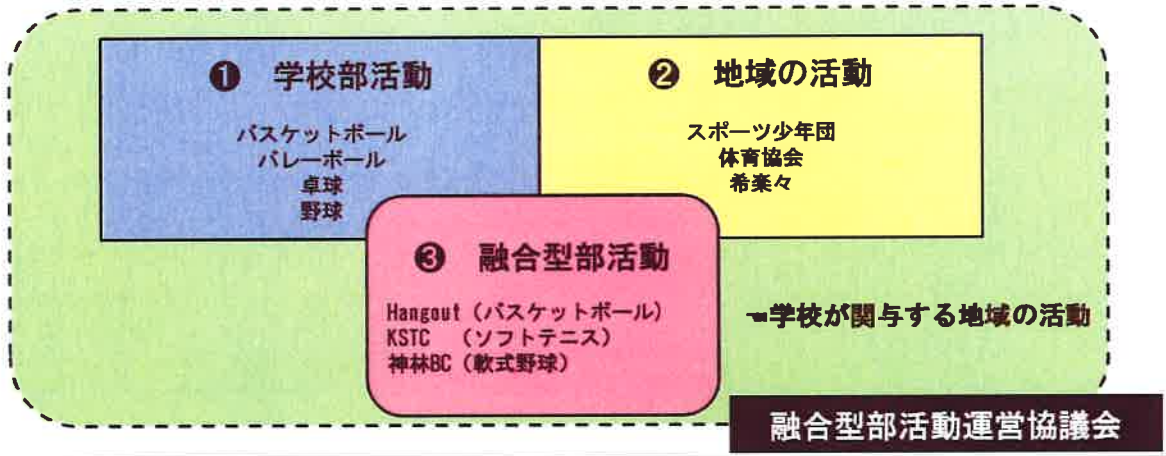 ❶ 学校部活動
バスケットボール
バレーボール
卓球
野球
❷ 地域の活動
スポーツ少年団
体育協会
希楽々
❸ 融合型部活動
Hangout（バスケットボール）
KSTC （ソフトテニス）
神林BC（軟式野球）
☚学校が関与する地域の活動
融合型部活動運営協議会